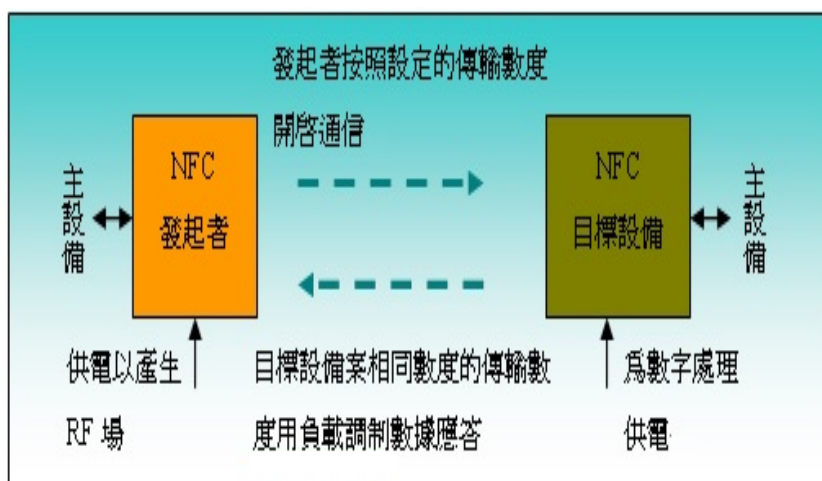 發起者按照設定的傳輸數度
開啓通信
主設備
NFC
發起者
NFC
目標設備
主設備
供電以產生
RF 場
目標設備案相同數度的傳輸數
度用負載調制數據應答
爲數字處理
供電